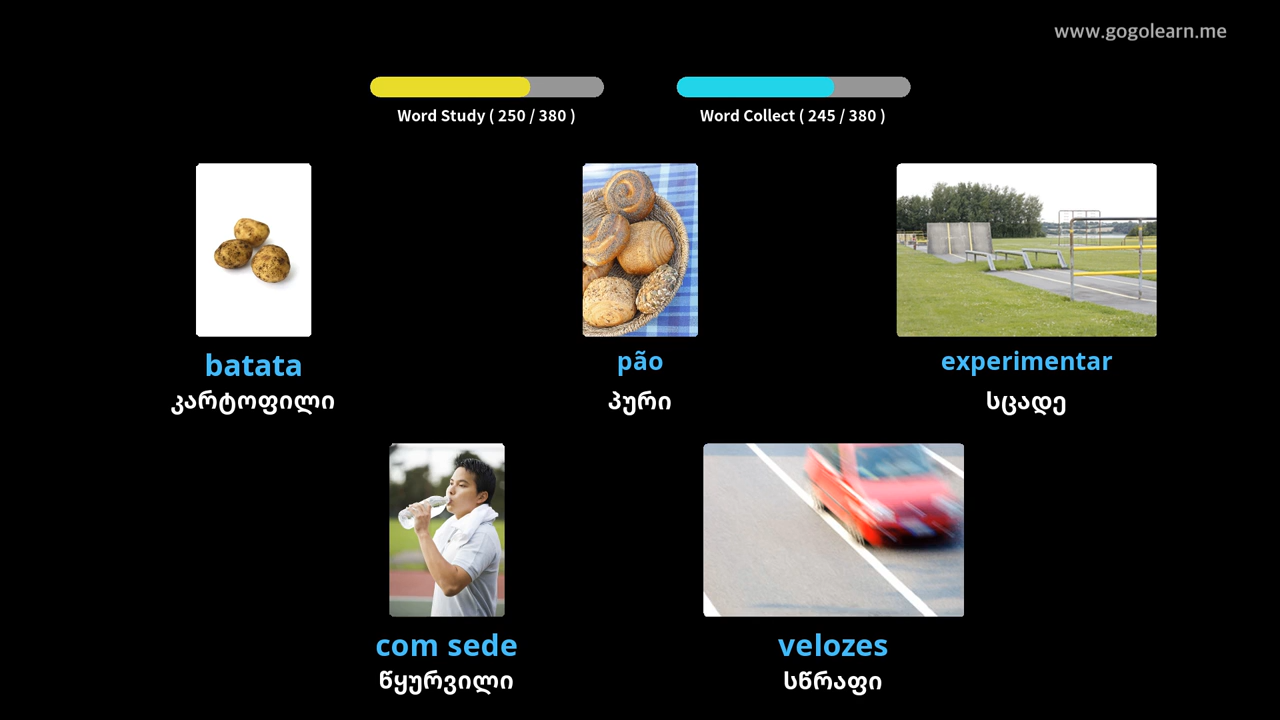 www.gogolearn.me
Word Study ( 250 / 380 )
Word Collect ( 245 / 380 )
batata
pão
experimentar
კარტოფილი
პური
სცადე
com sede
velozes
წყურვილი
სწრაფი